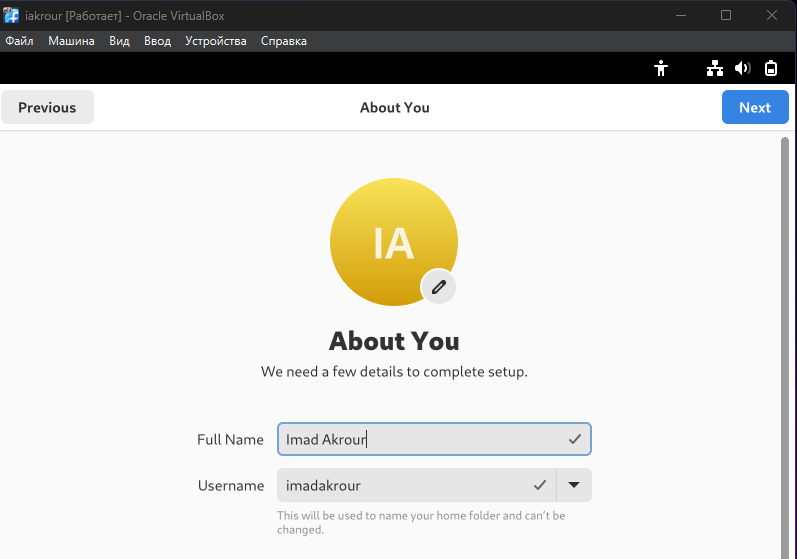 iakrour [Работает] - Oracle VirtualBox
Файл Машина Вид Ввод Устройства Справка
Previous About You Next
IA
About You
We need a few details to complete setup.
Full Name Imad Akrour
Username imadakrour
This will be used to name your home folder and can’t be
changed.